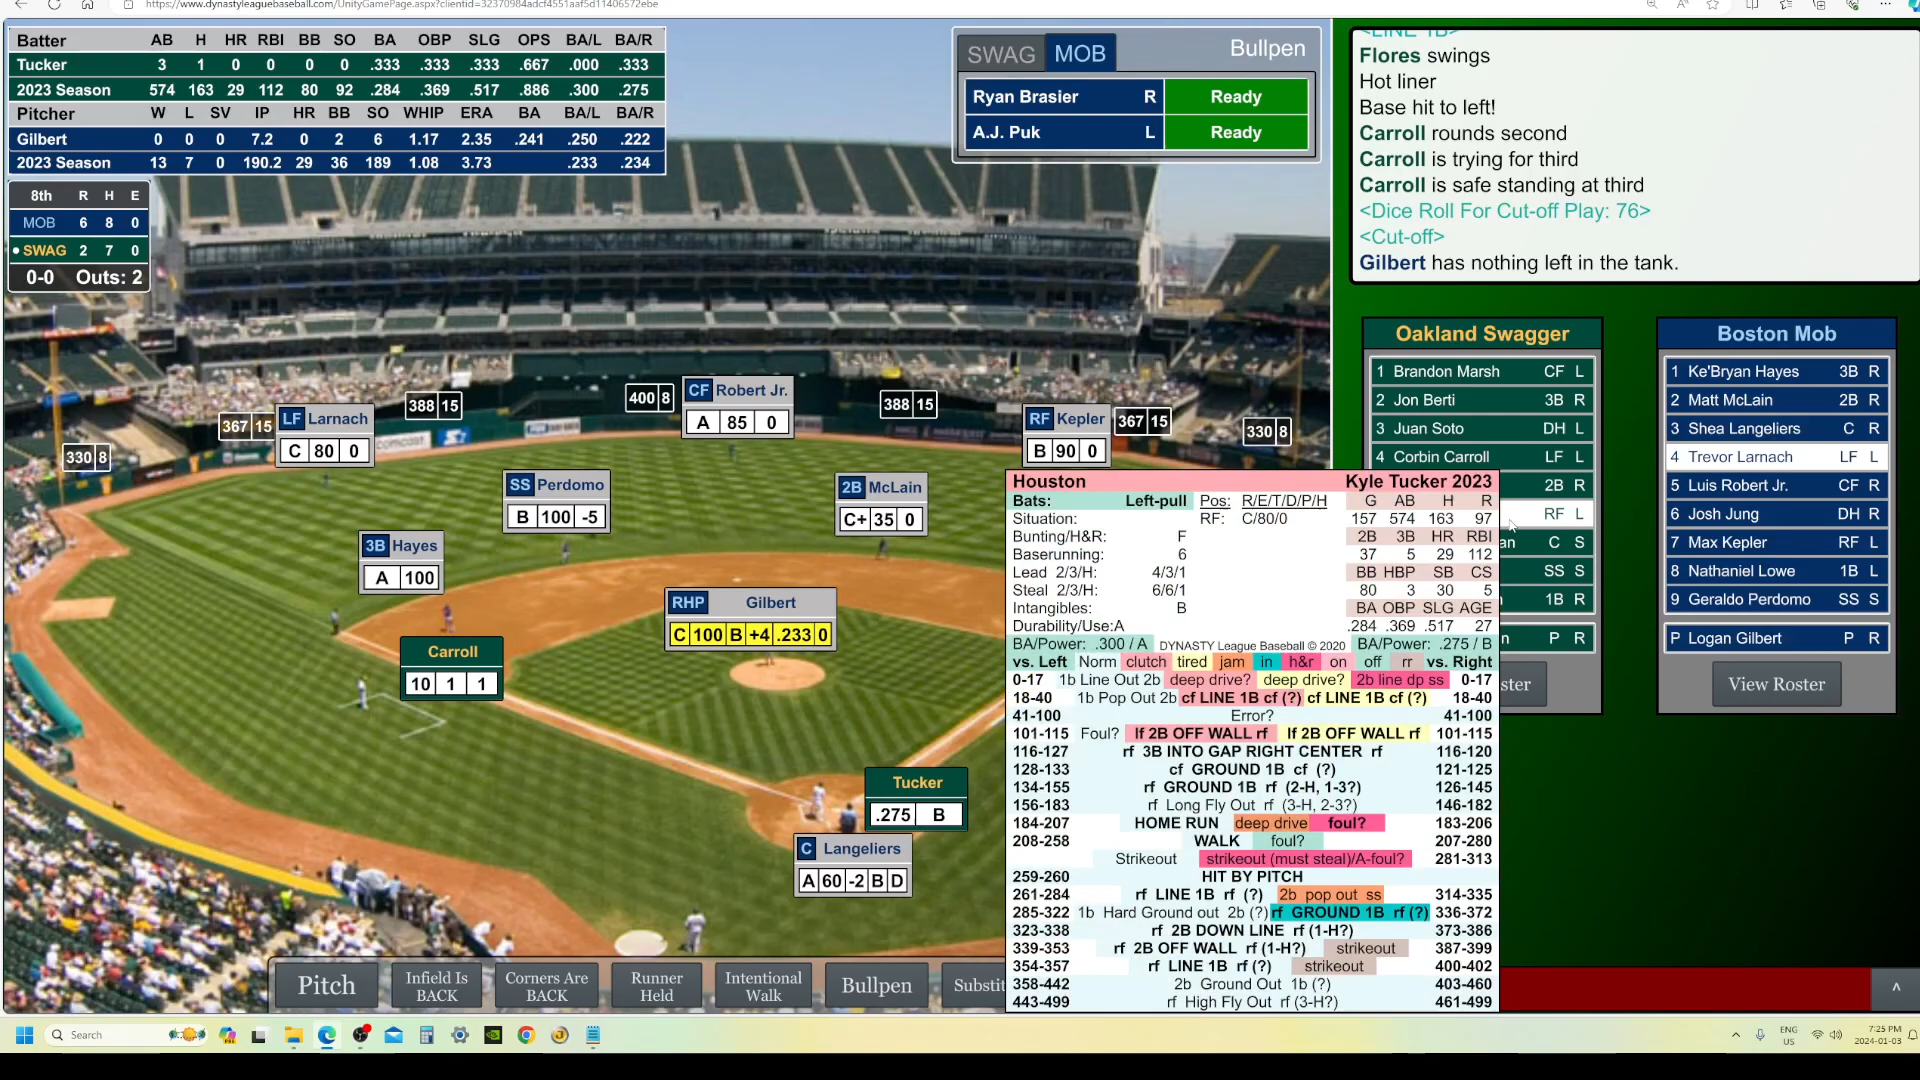 https://www.dynastyleaguebaseball.com/UnityGamePage.aspx?clientid=32370984adcf4551aaf5d11406572ebe
Batter AB H HR RBI BB SO BA OBP SLG OPS BA/L BA/R
Tucker 3 1 0 0 0 0 .333 .333 .333 .667 .000 .333
2023 Season 574 163 29 112 80 92 .284 .369 .517 .886 .300 .275
Pitcher W L SV IP HR BB SO WHIP ERA BA BA/L BA/R
Gilbert 0 0 0 7.2 0 2 6 1.17 2.35 .241 .250 .222
2023 Season 13 7 0 190.2 29 36 189 1.08 3.73 .233 .234
8th R H E
MOB 6 8 0
SWAG 2 7 0
0-0 Outs: 2
SWAG MOB Bullpen
Ryan Brasier R Ready
A.J. Puk L Ready
<LINE 1B>
Flores swings
Hot liner
Base hit to left!
Carroll rounds second
Carroll is trying for third
Carroll is safe standing at third
<Dice Roll For Cut-off Play: 76>
<Cut-off>
Gilbert has nothing left in the tank.
Oakland Swagger
1 Brandon Marsh CF L
2 Jon Berti 3B R
3 Juan Soto DH L
4 Corbin Carroll LF L
2B R
RF L
an C S
SS S
n 1B R
n P R
ster
Boston Mob
1 Ke'Bryan Hayes 3B R
2 Matt McLain 2B R
3 Shea Langeliers C R
4 Trevor Larnach LF L
5 Luis Robert Jr. CF R
6 Josh Jung DH R
7 Max Kepler RF L
8 Nathaniel Lowe 1B L
9 Geraldo Perdomo SS S
P Logan Gilbert P R
View Roster
330 8
367 15
LF Larnach
C 80 0
388 15
400 8
CF Robert Jr.
A 85 0
388 15
RF Kepler
B 90 0
367 15
330 8
SS Perdomo
B 100 -5
2B McLain
C+ 35 0
3B Hayes
A 100
RHP Gilbert
C 100 B +4 .233 0
Carroll
10 1 1
Tucker
.275 B
C Langeliers
A 60 -2 B D
Houston Kyle Tucker 2023
Bats: Left-pull Pos: R/E/T/D/P/H G AB H R
Situation: RF: C/80/0 157 574 163 97
Bunting/H&R: F 2B 3B HR RBI
Baserunning: 6 37 5 29 112
Lead 2/3/H: 4/3/1 BB HBP SB CS
Steal 2/3/H: 6/6/1 80 3 30 5
Intangibles: B BA OBP SLG AGE
Durability/Use:A .284 .369 .517 27
BA/Power: .300 / A DYNASTY League Baseball © 2020 BA/Power: .275 / B
vs. Left Norm clutch tired jam in h&r on off rr vs. Right
0-17 1b Line Out 2b deep drive? deep drive? 2b line dp ss 0-17
18-40 1b Pop Out 2b cf LINE 1B cf (?) cf LINE 1B cf (?) 18-40
41-100 Error? 41-100
101-115 Foul? lf 2B OFF WALL rf lf 2B OFF WALL rf 101-115
116-127 rf 3B INTO GAP RIGHT CENTER rf 116-120
128-133 cf GROUND 1B cf (?) 121-125
134-155 rf GROUND 1B rf (2-H, 1-3?) 126-145
156-183 rf Long Fly Out rf (3-H, 2-3?) 146-182
184-207 HOME RUN deep drive foul? 183-206
208-258 WALK foul? 207-280
Strikeout strikeout (must steal)/A-foul? 281-313
259-260 HIT BY PITCH
261-284 rf LINE 1B rf (?) 2b pop out ss 314-335
285-322 1b Hard Ground out 2b (?) rf GROUND 1B rf (?) 336-372
323-338 rf 2B DOWN LINE rf (1-H?) 373-386
339-353 rf 2B OFF WALL rf (1-H?) strikeout 387-399
354-357 rf LINE 1B rf (?) strikeout 400-402
358-442 2b Ground Out 1b (?) 403-460
443-499 rf High Fly Out rf (3-H?) 461-499
Pitch
Infield Is BACK
Corners Are BACK
Runner Held
Intentional Walk
Bullpen
Substit
Search
ENG
US
7:25 PM
2024-01-03